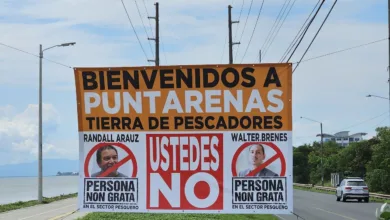 BIENVENIDOS A
PUNTARENAS
TIERRA DE PESCADORES
RANDALL ARAUZ
USTEDES
NO
WALTER BRENES
PERSONA
NON GRATA
EN EL SECTOR PESQUERO
PERSONA
NON GRATA
EN EL SECTOR PESQUERO